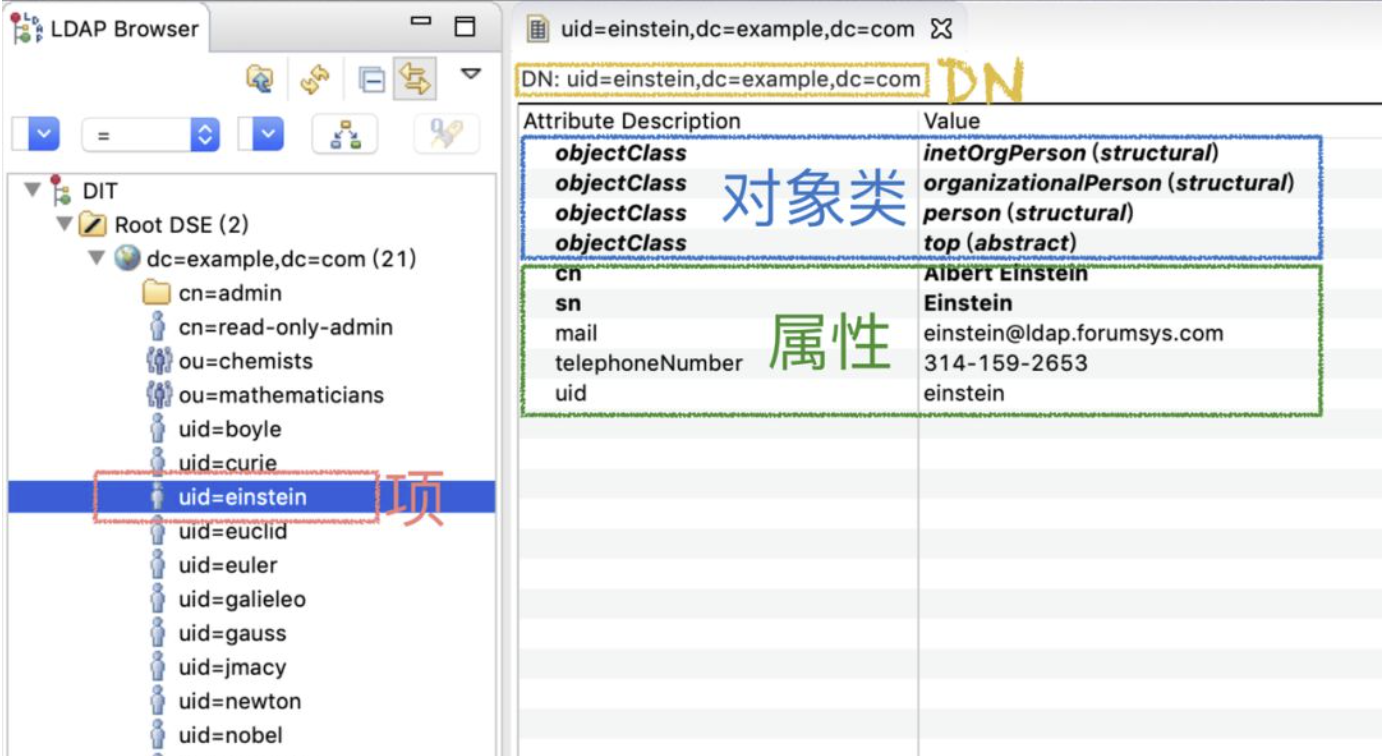 LDAP Browser
=
DIT
Root DSE (2)
dc=example,dc=com (21)
cn=admin
cn=read-only-admin
ou=chemists
ou=mathematicians
uid=boyle
uid=curie
uid=einstein 项
uid=euclid
uid=euler
uid=galieleo
uid=gauss
uid=jmacy
uid=newton
uid=nobel
uid=einstein,dc=example,dc=com
DN: uid=einstein,dc=example,dc=com DN
Attribute Description Value
objectClass inetOrgPerson (structural)
objectClass organizationalPerson (structural)
对象类
objectClass person (structural)
objectClass top (abstract)
cn Albert Einstein
sn Einstein
属性
mail einstein@ldap.forumsys.com
telephoneNumber 314-159-2653
uid einstein